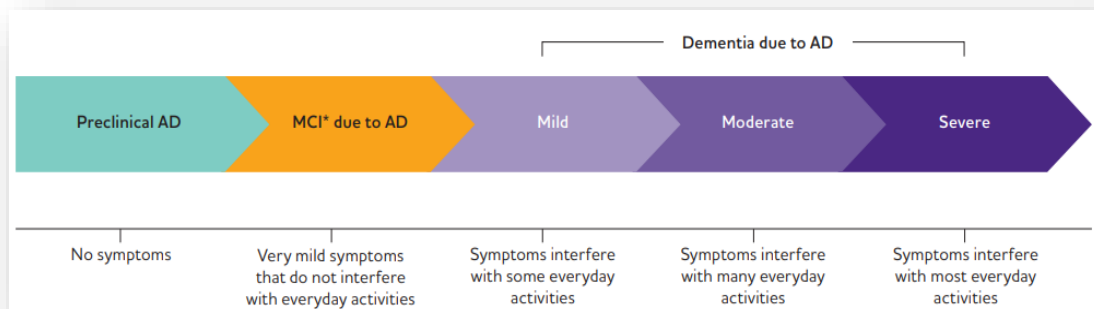 Dementia due to AD
Preclinical AD
MCI* due to AD
Mild
Moderate
Severe
No symptoms
Very mild symptoms
that do not interfere
with everyday activities
Symptoms interfere
with some everyday
activities
Symptoms interfere
with many everyday
activities
Symptoms interfere
with most everyday
activities